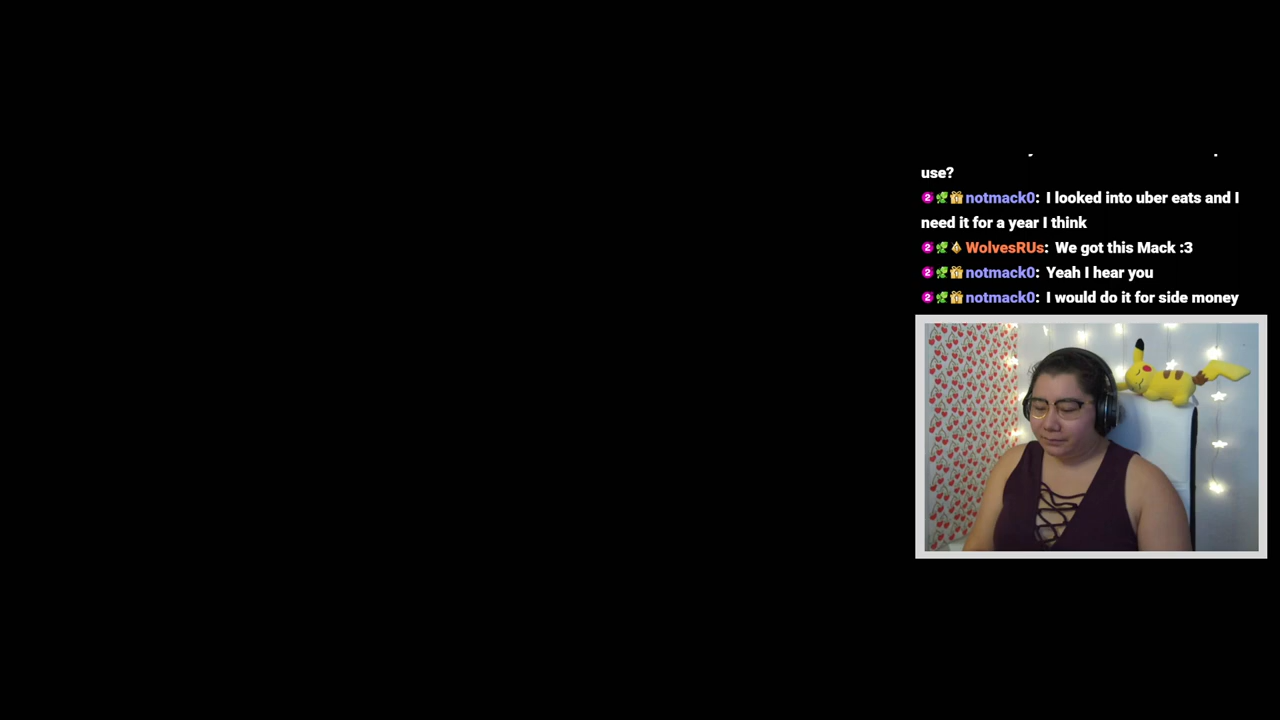 use?
notmack0: I looked into uber eats and I
need it for a year I think
WolvesRUs: We got this Mack :3
notmack0: Yeah I hear you
notmack0: I would do it for side money